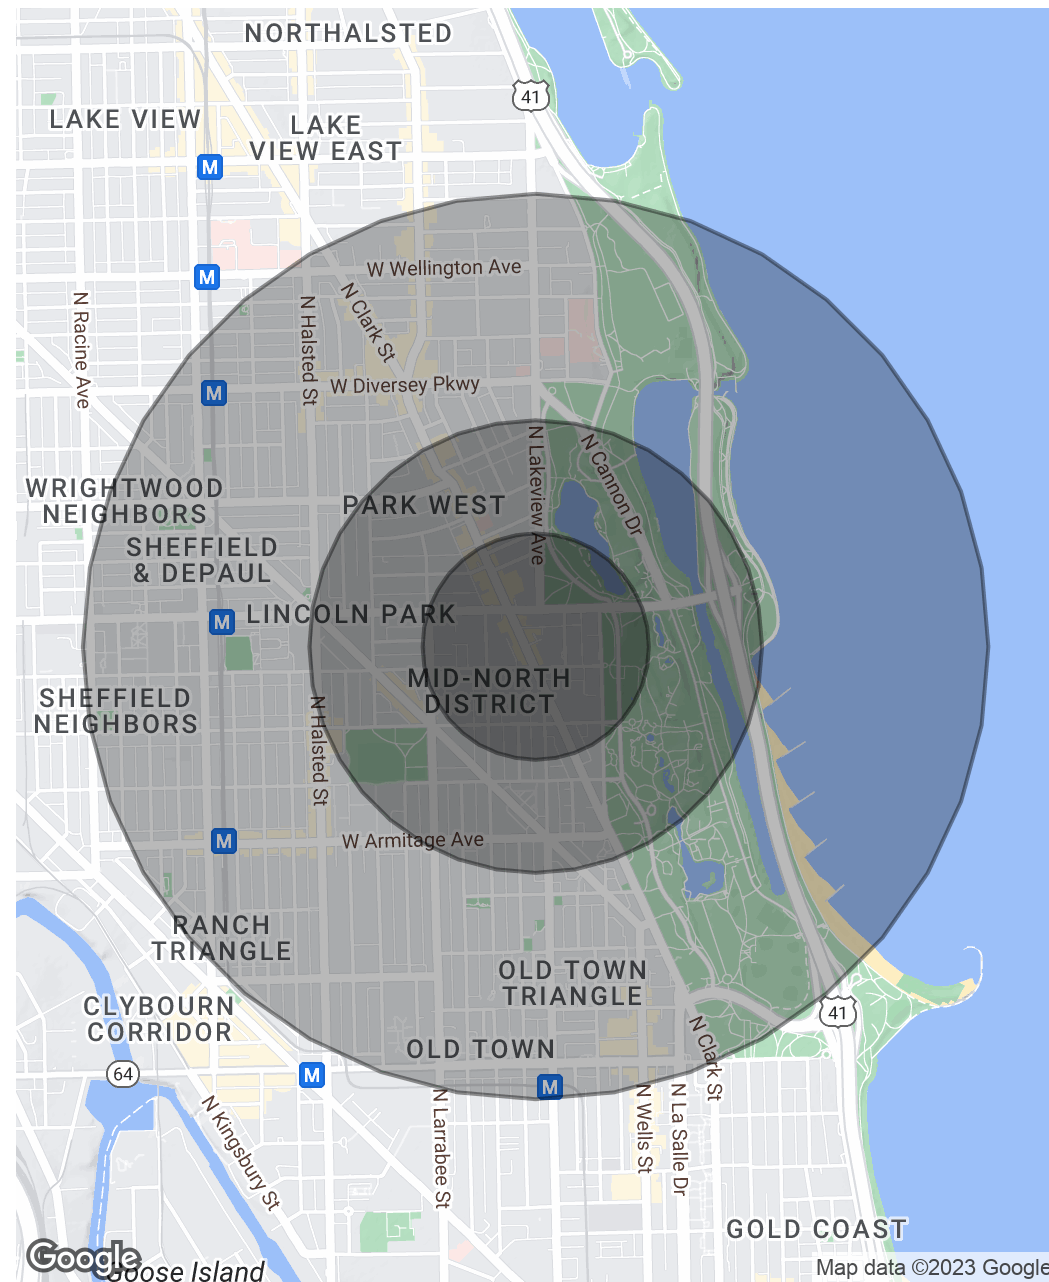 NORTHALSTED
41
LAKE VIEW
LAKE
VIEW EAST
M
M
W Wellington Ave
N Clark St
N Halsted St
N Racine Ave
W Diversey Pkwy
M
N Lakeview Ave
N Cannon Dr
WRIGHTWOOD
NEIGHBORS
PARK WEST
SHEFFIELD
& DEPAUL
LINCOLN PARK
M
MID-NORTH
DISTRICT
SHEFFIELD
NEIGHBORS
N Halsted St
M
W Armitage Ave
RANCH
TRIANGLE
OLD TOWN
TRIANGLE
CLYBOURN
CORRIDOR
41
N Clark St
OLD TOWN
64
M
M
N Kingsbury St
N Larrabee St
N Wells St
N La Salle Dr
GOLD COAST
Google
Goose Island
Map data ©2023 Google